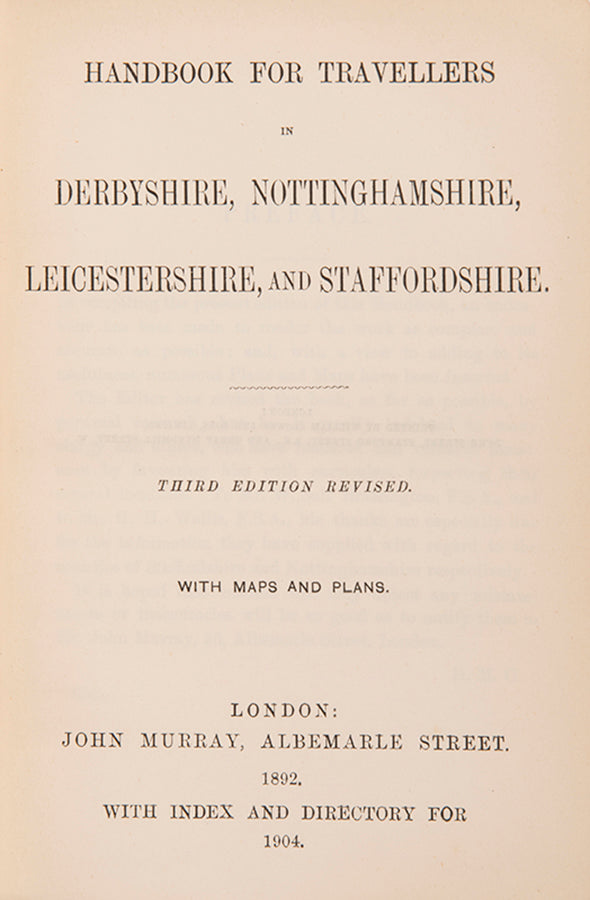 HANDBOOK FOR TRAVELLERS
IN
DERBYSHIRE, NOTTINGHAMSHIRE,
LEICESTERSHIRE, AND STAFFORDSHIRE.
THIRD EDITION REVISED.
WITH MAPS AND PLANS.
LONDON:
JOHN MURRAY, ALBEMARLE STREET.
1892.
WITH INDEX AND DIRECTORY FOR
1904.